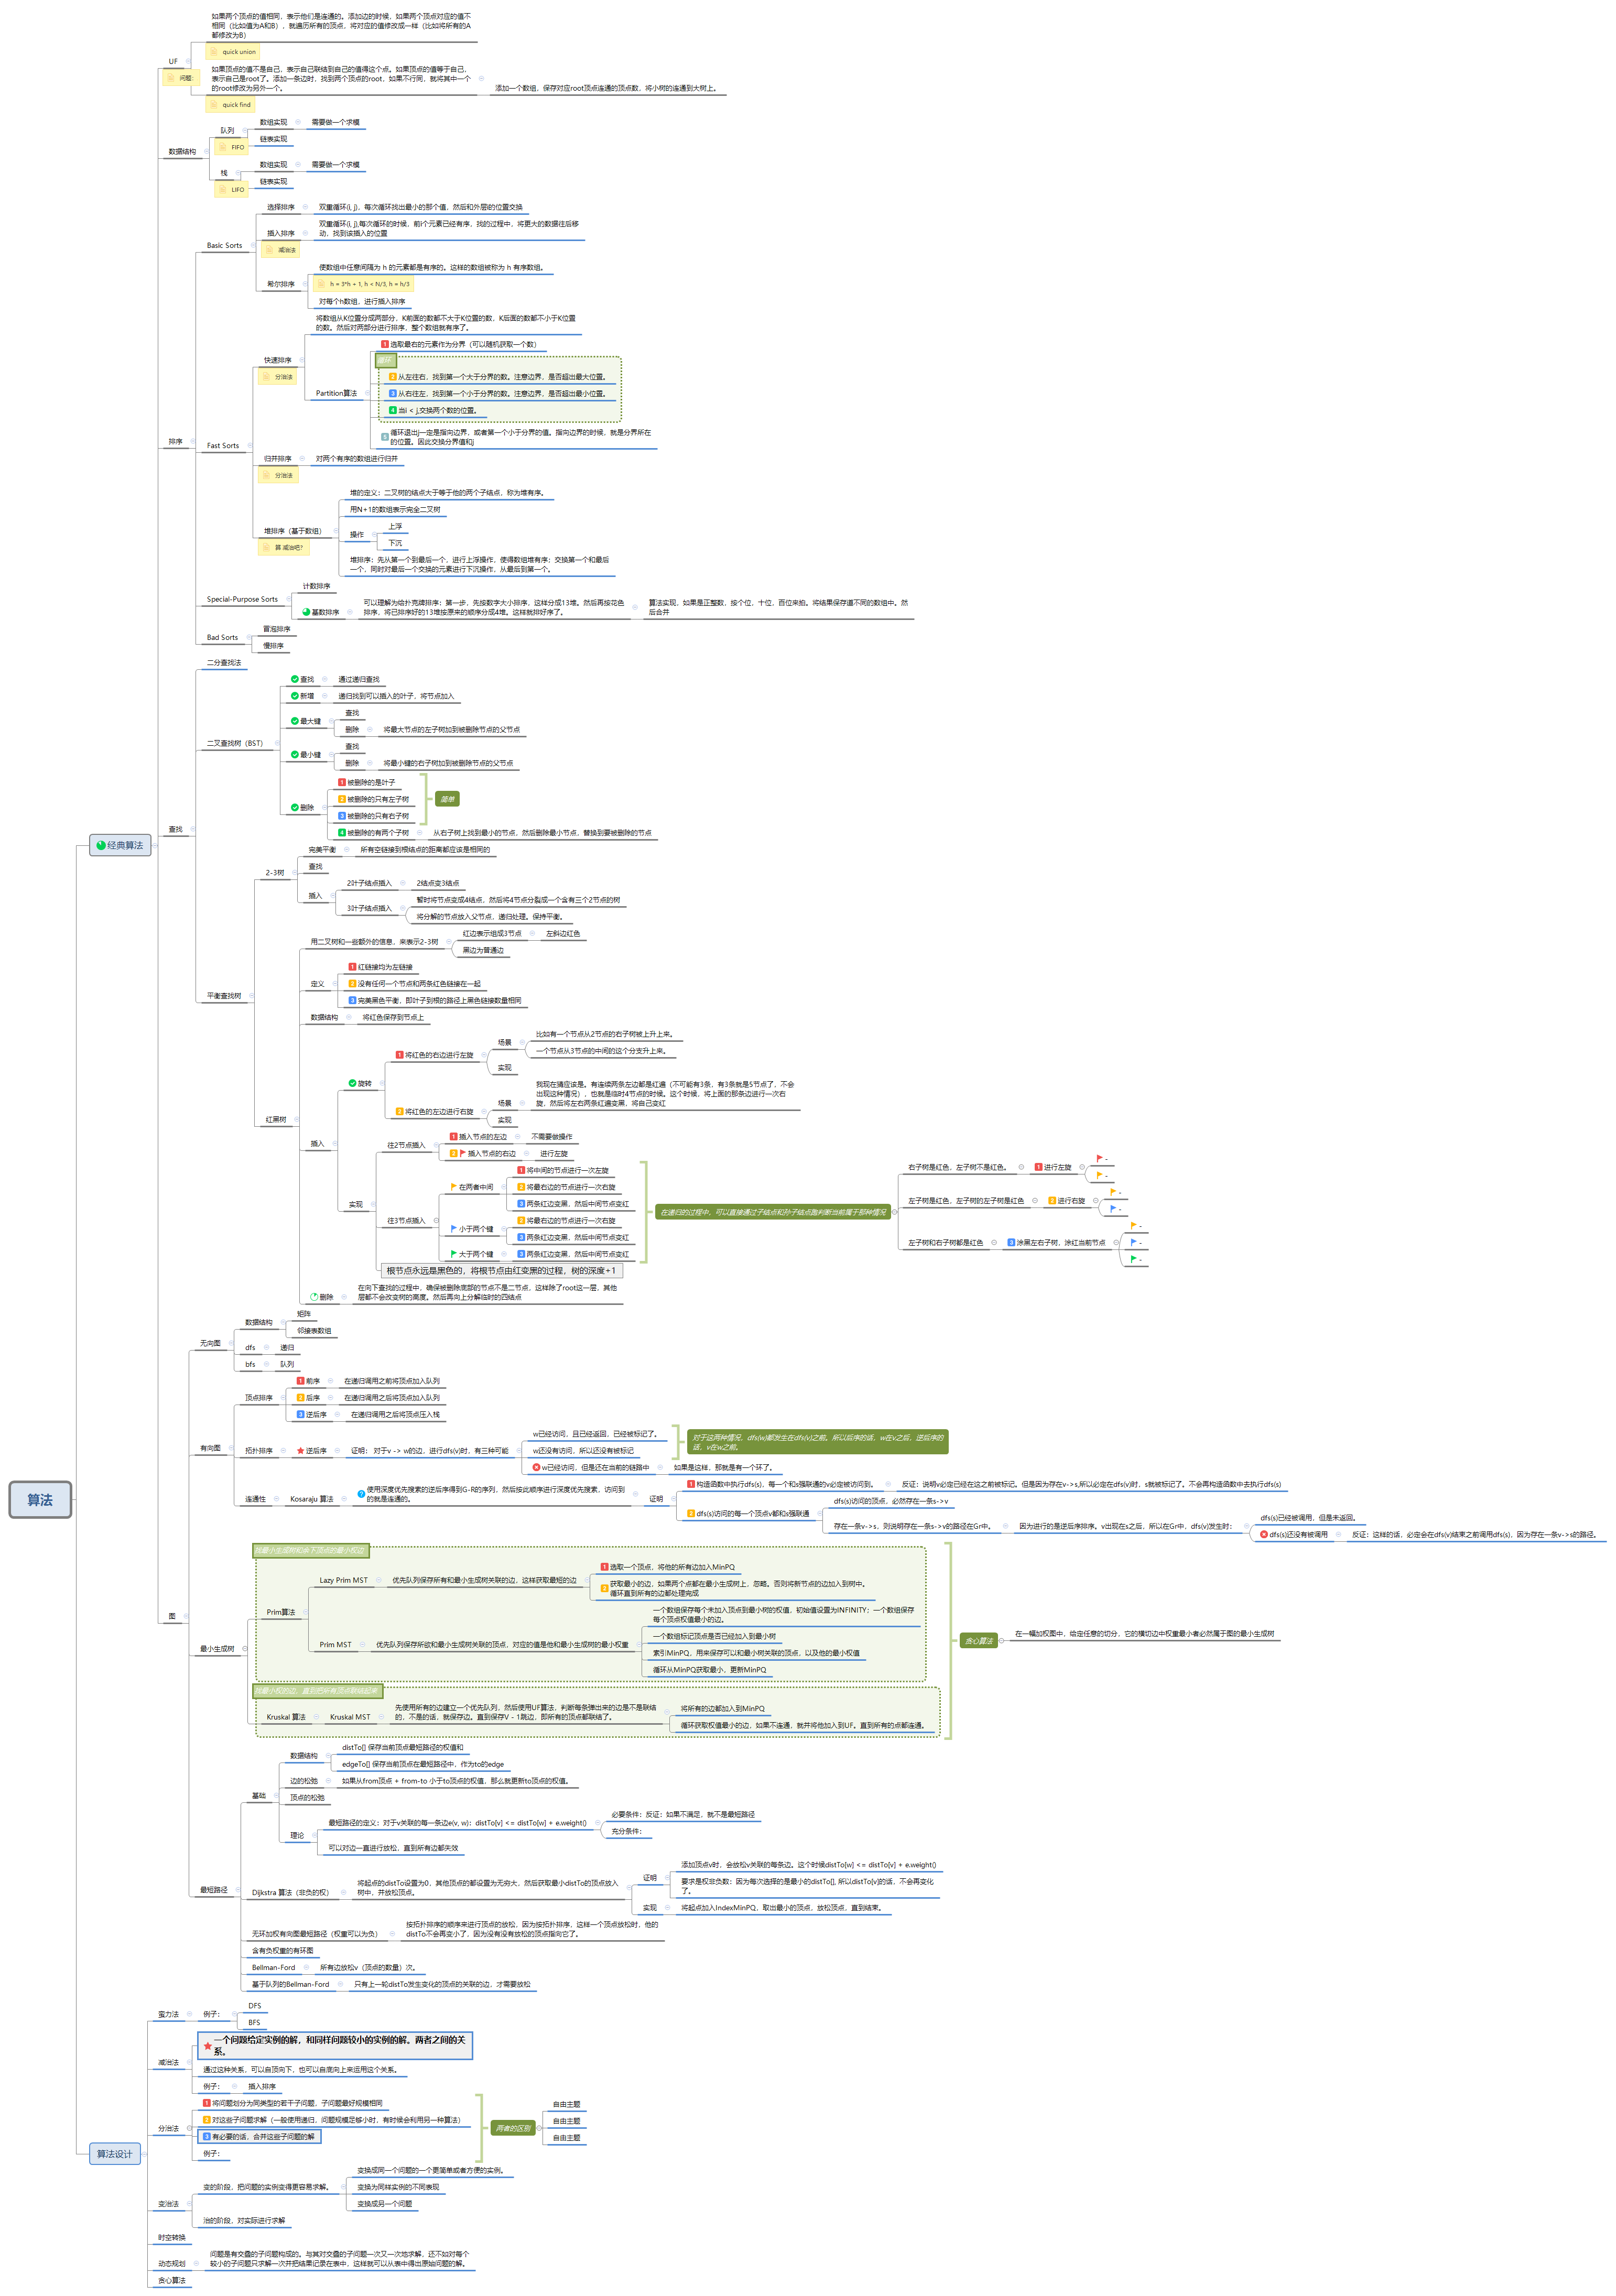 如果两个顶点的值相同，表示他们是连通的。添加边的时候，如果两个顶点对应的值不
相同（比如值为A和B），就遍历所有的顶点，将对应的值修改成一样（比如将所有的A
都修改为B）
quick union
UF
问题：
如果顶点的值不是自己，表示自己联结到自己的值得这个点。如果顶点的值等于自己，
表示自己是root了。添加一条边时，找到两个顶点的root，如果不行同，就将其中一个
的root修改为另外一个。
quick find
添加一个数组，保存对应root顶点连通的顶点数，将小树的连通到大树上。
数据结构
队列
FIFO
数组实现
需要做一个求模
链表实现
栈
LIFO
数组实现
需要做一个求模
链表实现
排序
Basic Sorts
选择排序
双重循环(i, j)，每次循环找出最小的那个值，然后和外层i的位置交换
插入排序
减治法
双重循环(i, j),每次循环的时候，前i个元素已经有序，找的过程中，将更大的数据往后移
动，找到该插入的位置
希尔排序
使数组中任意间隔为 h 的元素都是有序的。这样的数组被称为 h 有序数组。
h = 3*h + 1, h < N/3, h = h/3
对每个h数组，进行插入排序
Fast Sorts
快速排序
分治法
将数组从K位置分成两部分，K前面的数都不大于K位置的数，K后面的数都不小于K位置
的数。然后对两部分进行排序，整个数组就有序了。
Partition算法
1 选取最右的元素作为分界（可以随机获取一个数）
循环
2 从左往右，找到第一个大于分界的数。注意边界，是否超出最大位置。
3 从右往左，找到第一个小于分界的数。注意边界，是否超出最小位置。
4 当i < j,交换两个数的位置。
5 循环退出j一定是指向边界，或者第一个小于分界的值。指向边界的时候，就是分界所在
的位置。因此交换分界值和j
归并排序
分治法
对两个有序的数组进行归并
堆排序（基于数组）
算 减治吧?
堆的定义：二叉树的结点大于等于他的两个子结点，称为堆有序。
用N+1的数组表示完全二叉树
操作
上浮
下沉
堆排序：先从第一个到最后一个，进行上浮操作，使得数组堆有序；交换第一个和最后
一个，同时对最后一个交换的元素进行下沉操作，从最后到第一个。
Special-Purpose Sorts
计数排序
基数排序
可以理解为给扑克牌排序：第一步，先按数字大小排序，这样分成13堆。然后再按花色
排序，将已排序好的13堆按原来的顺序分成4堆。这样就排好序了。
算法实现，如果是正整数，按个位，十位，百位来拍。将结果保存道不同的数组中。然
后合并
Bad Sorts
冒泡排序
慢排序
查找
二分查找法
二叉查找树（BST）
查找
通过递归查找
新增
递归找到可以插入的叶子，将节点加入
最大键
查找
删除
将最大节点的左子树加到被删除节点的父节点
最小键
查找
删除
将最小键的右子树加到被删除节点的父节点
删除
1 被删除的是叶子
2 被删除的只有左子树
3 被删除的只有右子树
简单
4 被删除的有两个子树
从右子树上找到最小的节点，然后删除最小节点，替换到要被删除的节点
平衡查找树
2-3树
完美平衡
所有空链接到根结点的距离都应该是相同的
查找
插入
2叶子结点插入
2结点变3结点
3叶子结点插入
暂时将节点变成4结点，然后将4节点分裂成一个含有三个2节点的树
将分解的节点放入父节点，递归处理。保持平衡。
红黑树
用二叉树和一些额外的信息，来表示2-3树
红边表示组成3节点
左斜边红色
黑边为普通边
定义
1 红链接均为左链接
2 没有任何一个节点和两条红色链接在一起
3 完美黑色平衡，即叶子到根的路径上黑色链接数量相同
数据结构
将红色保存到节点上
插入
旋转
1 将红色的右边进行左旋
场景
比如有一个节点从2节点的右子树被上升上来。
一个节点从3节点的中间的这个分支升上来。
实现
2 将红色的左边进行右旋
场景
我现在猜应该是。有连续两条左边都是红遍（不可能有3条，有3条就是5节点了，不会
出现这种情况），也就是临时4节点的时候。这个时候，将上面的那条边进行一次右
旋，然后将左右两条红遍变黑，将自己变红
实现
实现
往2节点插入
1 插入节点的左边
不需要做操作
2 插入节点的右边
进行左旋
往3节点插入
在两者中间
1 将中间的节点进行一次左旋
2 将最右边的节点进行一次右旋
3 两条红边变黑，然后中间节点变红
小于两个键
2 将最右边的节点进行一次右旋
3 两条红边变黑，然后中间节点变红
大于两个键
3 两条红边变黑，然后中间节点变红
在递归的过程中，可以直接通过子结点和孙子结点跑判断当前属于那种情况
右子树是红色，左子树不是红色。
1 进行左旋
-
-
左子树是红色，左子树的左子树是红色
2 进行右旋
-
-
左子树和右子树都是红色
3 涂黑左右子树，涂红当前节点
-
-
-
根节点永远是黑色的，将根节点由红变黑的过程，树的深度+1
删除
在向下查找的过程中，确保被删除底部的节点不是二节点，这样除了root这一层，其他
层都不会改变树的高度。然后再向上分解临时的四结点
图
无向图
数据结构
矩阵
邻接表数组
dfs
递归
bfs
队列
有向图
顶点排序
1 前序
在递归调用之前将顶点加入队列
2 后序
在递归调用之后将顶点加入队列
3 逆后序
在递归调用之后将顶点压入栈
拓扑排序
逆后序
证明： 对于v -> w的边，进行dfs(v)时，有三种可能
w已经访问，且已经返回，已经被标记了。
w还没有访问，所以还没有被标记
对于这两种情况，dfs(w)都发生在dfs(v)之前。所以后序的话，w在v之后，逆后序的
话，v在w之前。
w已经访问，但是还在当前的链路中
如果是这样，那就是有一个环了。
连通性
Kosaraju 算法
使用深度优先搜索的逆后序得到G-R的序列，然后按此顺序进行深度优先搜索，访问到
的就是连通的。
证明
1 构造函数中执行dfs(s)，每一个和s强联通的v必定被访问到。
反证：说明v必定已经在这之前被标记。但是因为存在v->s,所以必定在dfs(v)时，s就被标记了。不会再构造函数中去执行dfs(s)
2 dfs(s)访问的每一个顶点v都和s强联通
dfs(s)访问的顶点，必然存在一条s->v
存在一条v->s，则说明存在一条s->v的路径在Gr中。
因为进行的是逆后序排序。v出现在s之后，所以在Gr中，dfs(v)发生时：
dfs(s)已经被调用，但是未返回。
dfs(s)还没有被调用
反证：这样的话，必定会在dfs(v)结束之前调用dfs(s)，因为存在一条v->s的路径。
最小生成树
找最小生成树和余下顶点的最小权边
Prim算法
Lazy Prim MST
优先队列保存所有和最小生成树关联的边，这样获取最短的边
1 选取一个顶点，将他的所有边加入MinPQ
2 获取最小的边，如果两个点都在最小生成树上，忽略。否则将新节点的边加入到树中。
循环直到所有的边都处理完成
Prim MST
优先队列保存所欲和最小生成树关联的顶点，对应的值是他和最小生成树的最小权重
一个数组保存每个未加入顶点到最小树的权值，初始值设置为INFINITY；一个数组保存
每个顶点权值最小的边。
一个数组标记顶点是否已经加入到最小树
索引MinPQ，用来保存可以和最小树关联的顶点，以及他的最小权值
循环从MinPQ获取最小，更新MinPQ
找最小权的边，直到把所有顶点联结起来
Kruskal 算法
Kruskal MST
先使用所有的边建立一个优先队列，然后使用UF算法，判断每条弹出来的边是不是联结
的，不是的话，就保存边。直到保存V - 1跳边，即所有的顶点都联结了。
将所有的边都加入到MinPQ
循环获取权值最小的边，如果不连通，就并将他加入到UF。直到所有的点都连通。
贪心算法
在一幅加权图中，给定任意的切分，它的横切边中权重最小者必然属于图的最小生成树
最短路径
基础
数据结构
distTo[] 保存当前顶点最短路径的权值和
edgeTo[] 保存当前顶点在最短路径中，作为to的edge
边的松弛
如果从from顶点 + from-to 小于to顶点的权值，那么就更新to顶点的权值。
顶点的松弛
理论
最短路径的定义：对于v关联的每一条边e(v, w)：distTo[v] <= distTo[w] + e.weight()
必要条件：反证：如果不满足，就不是最短路径
充分条件：
可以对边一直进行放松，直到所有边都失效
Dijkstra 算法（非负的权）
将起点的distTo设置为0，其他顶点的都设置为无穷大，然后获取最小distTo的顶点放入
树中，并放松顶点。
证明
添加顶点v时，会放松v关联的每条边。这个时候distTo[w] <= distTo[v] + e.weight()
要求是权非负数：因为每次选择的是最小的distTo[], 所以distTo[v]的话，不会再变化
了。
实现
将起点加入IndexMinPQ，取出最小的顶点，放松顶点，直到结束。
无环加权有向图最短路径（权重可以为负）
按拓扑排序的顺序来进行顶点的放松，因为按拓扑排序，这样一个顶点放松时，他的
distTo不会再变小了，因为没有没有放松的顶点指向它了。
含有负权重的有环图
Bellman-Ford
所有边放松v（顶点的数量）次。
基于队列的Bellman-Ford
只有上一轮distTo发生变化的顶点的关联的边，才需要放松
经典算法
算法
算法设计
蛮力法
例子：
DFS
BFS
减治法
一个问题给定实例的解，和同样问题较小的实例的解。两者之间的关
系。
通过这种关系，可以自顶向下，也可以自底向上来运用这个关系。
例子：
插入排序
分治法
1 将问题划分为同类型的若干子问题，子问题最好规模相同
2 对这些子问题求解（一般使用递归，问题规模足够小时，有时候会利用另一种算法）
3 有必要的话，合并这些子问题的解
例子：
两者的区别
自由主题
自由主题
自由主题
变治法
变的阶段，把问题的实例变得更容易求解。
变换成同一个问题的一个更简单或者方便的实例。
变换为同样实例的不同表现
变换成另一个问题
治的阶段，对实际进行求解
时空转换
动态规划
问题是有交叠的子问题构成的。与其对交叠的子问题一次又一次地求解，还不如对每个
较小的子问题只求解一次并把结果记录在表中，这样就可以从表中得出原始问题的解。
贪心算法